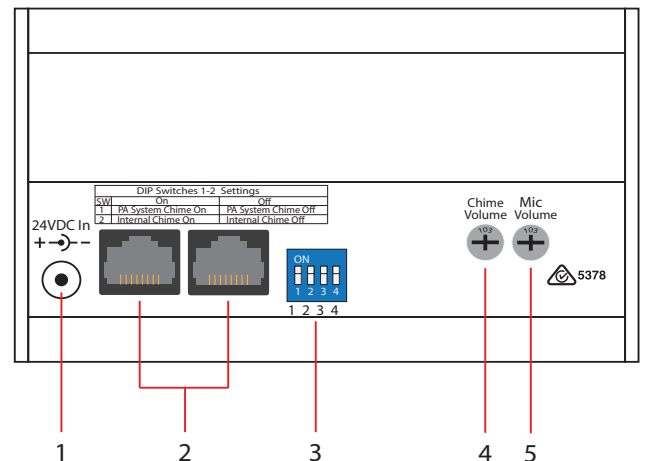 DIP Switches 1-2 Settings
SW On Off
1 PA System Chime On PA System Chime Off
2 Internal Chime On Internal Chime Off
24VDC In
+ -
ON
1 2 3 4
1 2 3 4
Chime Volume
Mic Volume
103
103
5378
1 2 3 4 5